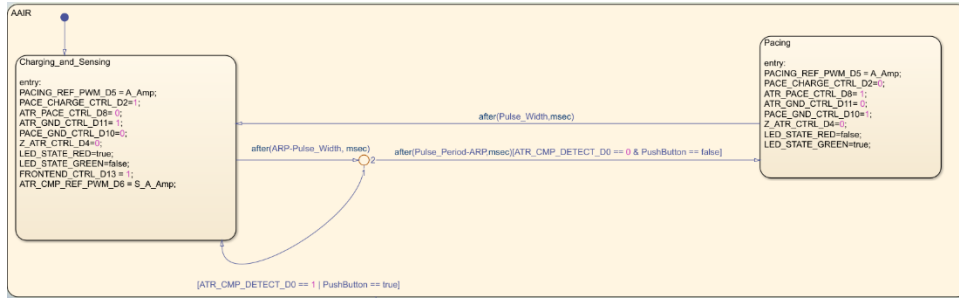 AAIR
Charging_and_Sensing
entry:
PACING_REF_PWM_D5 = A_Amp;
PACE_CHARGE_CTRL_D2=1;
ATR_PACE_CTRL_D8= 0;
ATR_GND_CTRL_D11= 1;
PACE_GND_CTRL_D10=0;
Z_ATR_CTRL_D4=0;
LED_STATE_RED=true;
LED_STATE_GREEN=false;
FRONTEND_CTRL_D13 = 1;
ATR_CMP_REF_PWM_D6 = S_A_Amp;
after(Pulse_Width,msec)
after(ARP-Pulse_Width, msec)
2
after(Pulse_Period-ARP,msec)[ATR_CMP_DETECT_D0 == 0 & PushButton == false]
[ATR_CMP_DETECT_D0 == 1 | PushButton == true]
Pacing
entry:
PACING_REF_PWM_D5 = A_Amp;
PACE_CHARGE_CTRL_D2=0;
ATR_PACE_CTRL_D8= 1;
ATR_GND_CTRL_D11= 0;
PACE_GND_CTRL_D10=1;
Z_ATR_CTRL_D4=0;
LED_STATE_RED=false;
LED_STATE_GREEN=true;